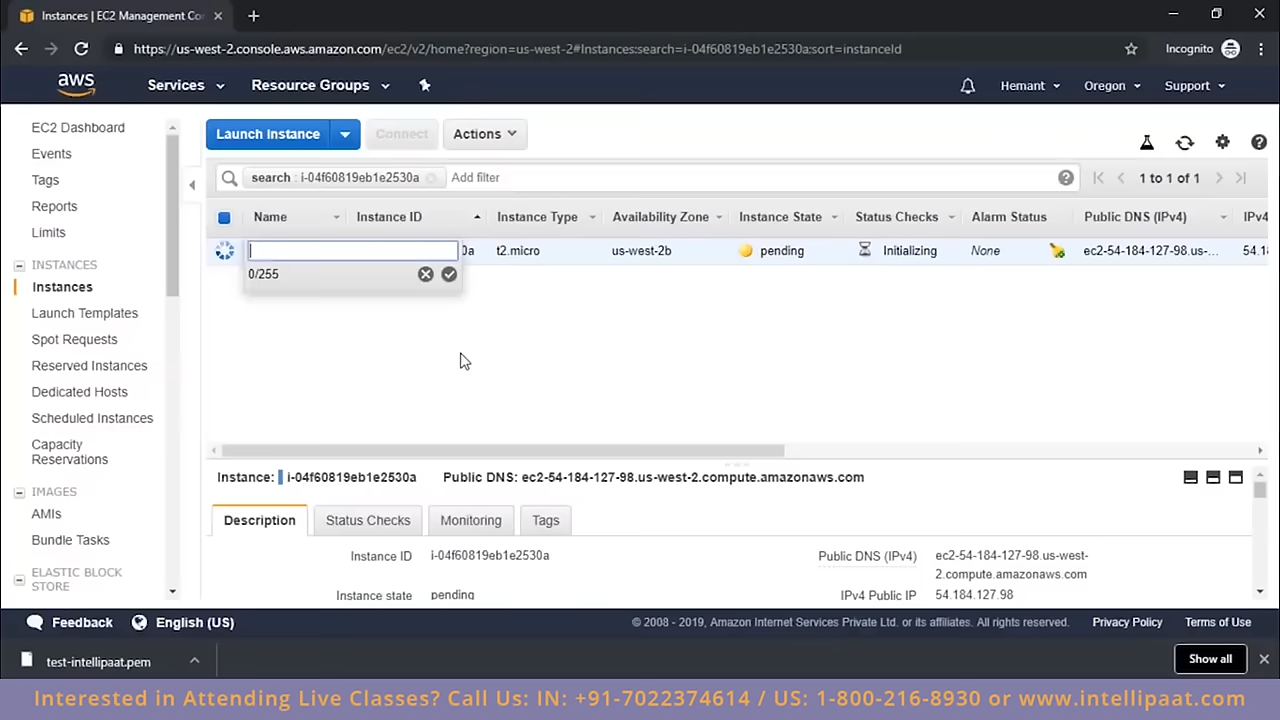 Instances | EC2 Management Co
https://us-west-2.console.aws.amazon.com/ec2/v2/home?region=us-west-2#Instances:search=i-04f60819eb1e2530a;sort=instanceId
Incognito
aws
Services
Resource Groups
Hemant
Oregon
Support
EC2 Dashboard
Events
Tags
Reports
Limits
INSTANCES
Instances
Launch Templates
Spot Requests
Reserved Instances
Dedicated Hosts
Scheduled Instances
Capacity
Reservations
IMAGES
AMIs
Bundle Tasks
ELASTIC BLOCK
STORE
Launch Instance
Connect
Actions
search : i-04f60819eb1e2530a
Add filter
1 to 1 of 1
Name
Instance ID
Instance Type
Availability Zone
Instance State
Status Checks
Alarm Status
Public DNS (IPv4)
IPv4
0a
t2.micro
us-west-2b
pending
Initializing
None
ec2-54-184-127-98.us-...
54.18
0/255
Instance: i-04f60819eb1e2530a Public DNS: ec2-54-184-127-98.us-west-2.compute.amazonaws.com
Description
Status Checks
Monitoring
Tags
Instance ID i-04f60819eb1e2530a
Public DNS (IPv4) ec2-54-184-127-98.us-west-
2.compute.amazonaws.com
Instance state pending
IPv4 Public IP 54.184.127.98
Feedback
English (US)
© 2008 - 2019, Amazon Internet Services Private Ltd. or its affiliates. All rights reserved.
Privacy Policy
Terms of Use
test-intellipaat.pem
Show all
Interested in Attending Live Classes? Call Us: IN: +91-7022374614 / US: 1-800-216-8930 or www.intellipaat.com